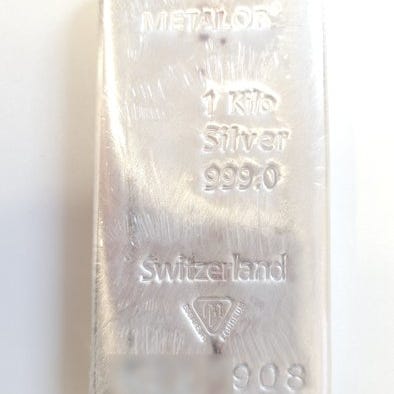 METALOR®
1 Kilo
Silver
999.0
Switzerland
908